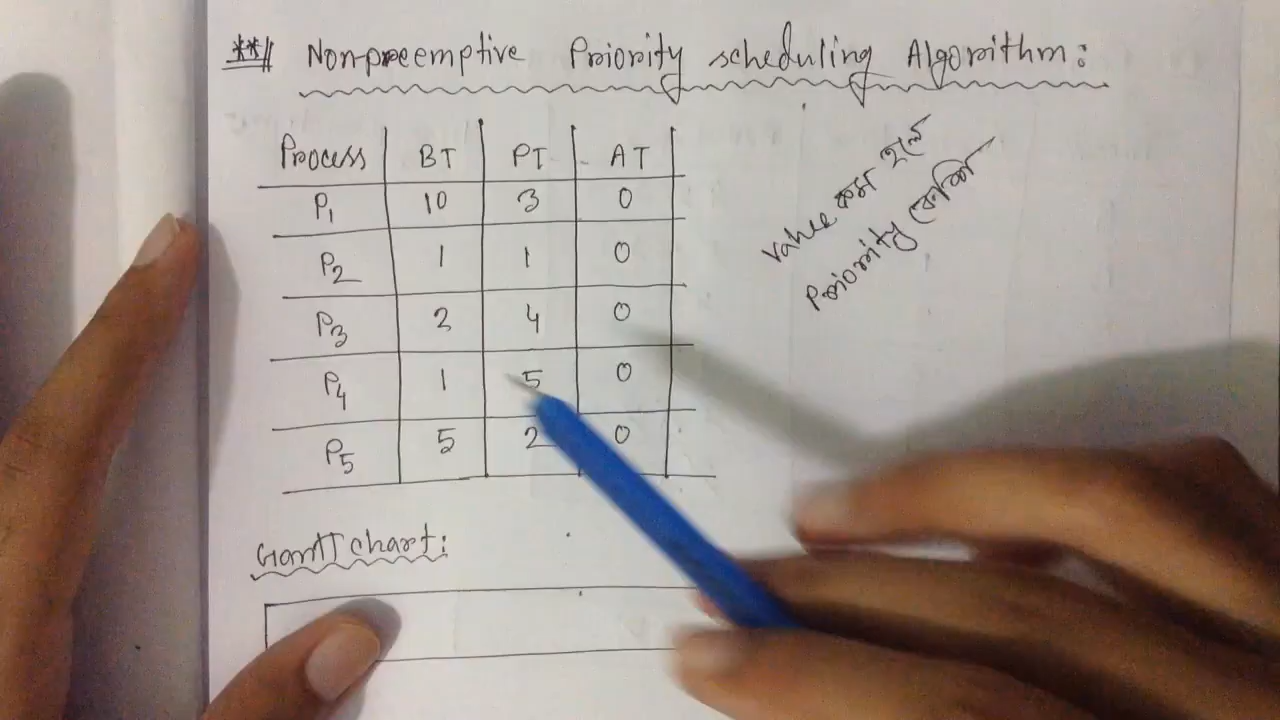 **// Non-preemptive Priority scheduling Algorithm:
Process BT PT AT
P1 10 3 0
P2 1 1 0
P3 2 4 0
P4 1 5 0
P5 5 2 0
value কম হলে
Priority বেশি
Gantt chart: